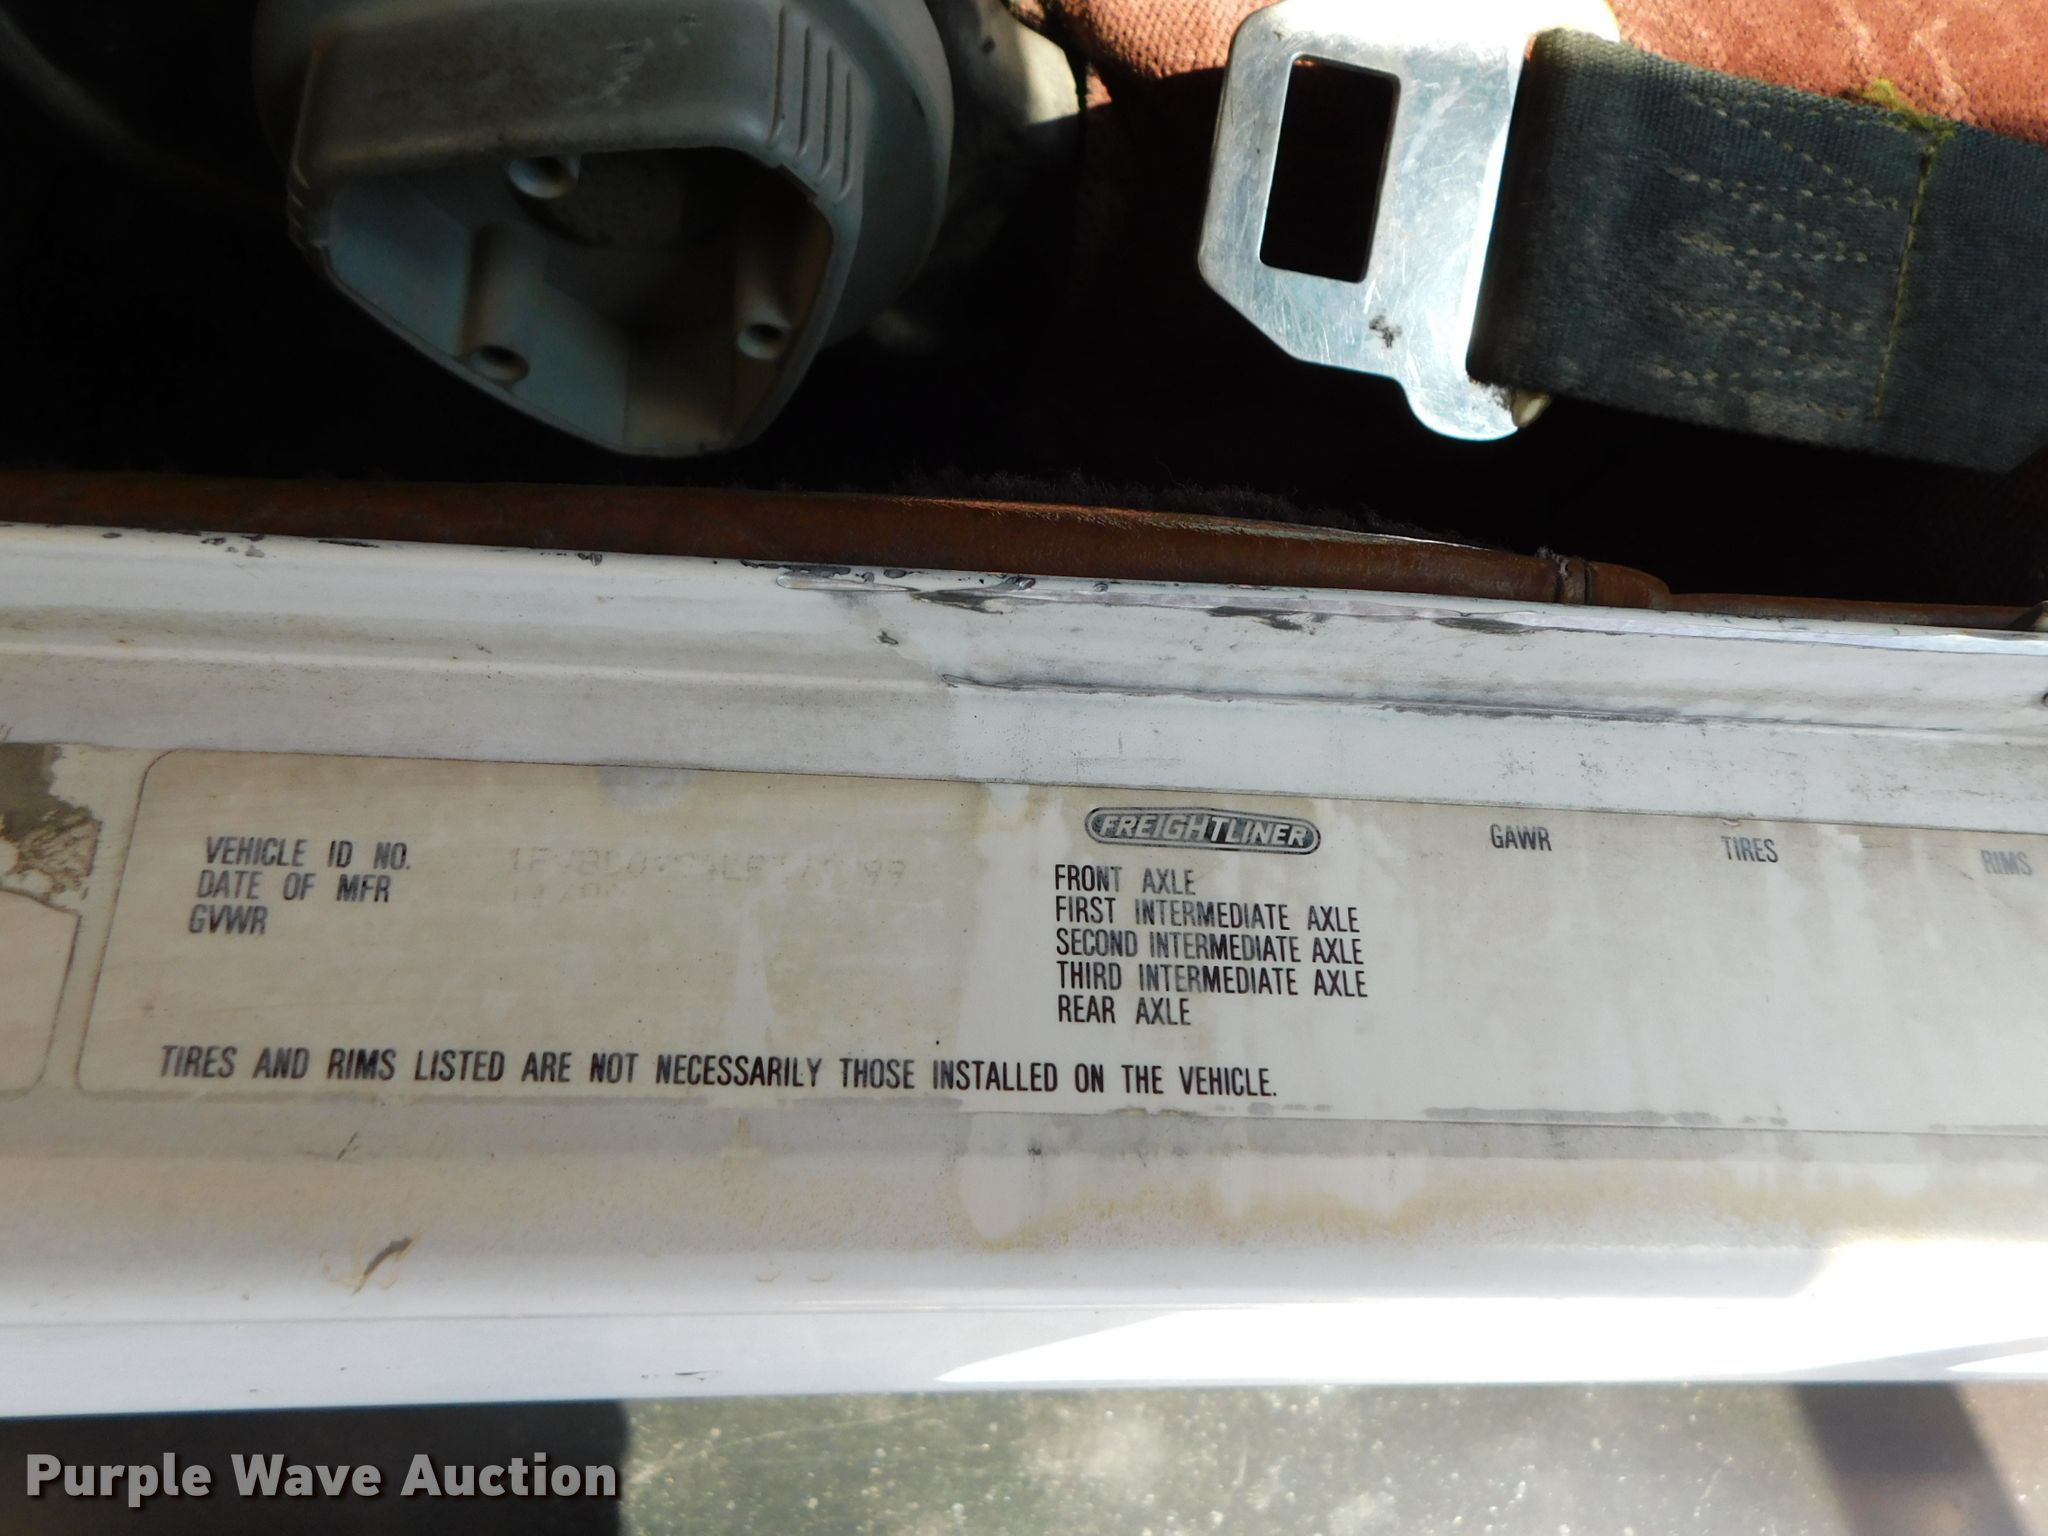 VEHICLE ID NO.
DATE OF MFR
GVWR
FREIGHTLINER
GAWR TIRES RIMS
FRONT AXLE
FIRST INTERMEDIATE AXLE
SECOND INTERMEDIATE AXLE
THIRD INTERMEDIATE AXLE
REAR AXLE
TIRES AND RIMS LISTED ARE NOT NECESSARILY THOSE INSTALLED ON THE VEHICLE.
Purple Wave Auction